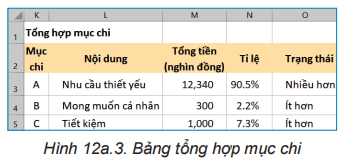 K L M N O
1 Tổng hợp mục chi
2 Mục chi Nội dung Tổng tiền (nghìn đồng) Tỉ lệ Trạng thái
3 A Nhu cầu thiết yếu 12,340 90.5% Nhiều hơn
4 B Mong muốn cá nhân 300 2.2% Ít hơn
5 C Tiết kiệm 1,000 7.3% Ít hơn
Hình 12a.3. Bảng tổng hợp mục chi